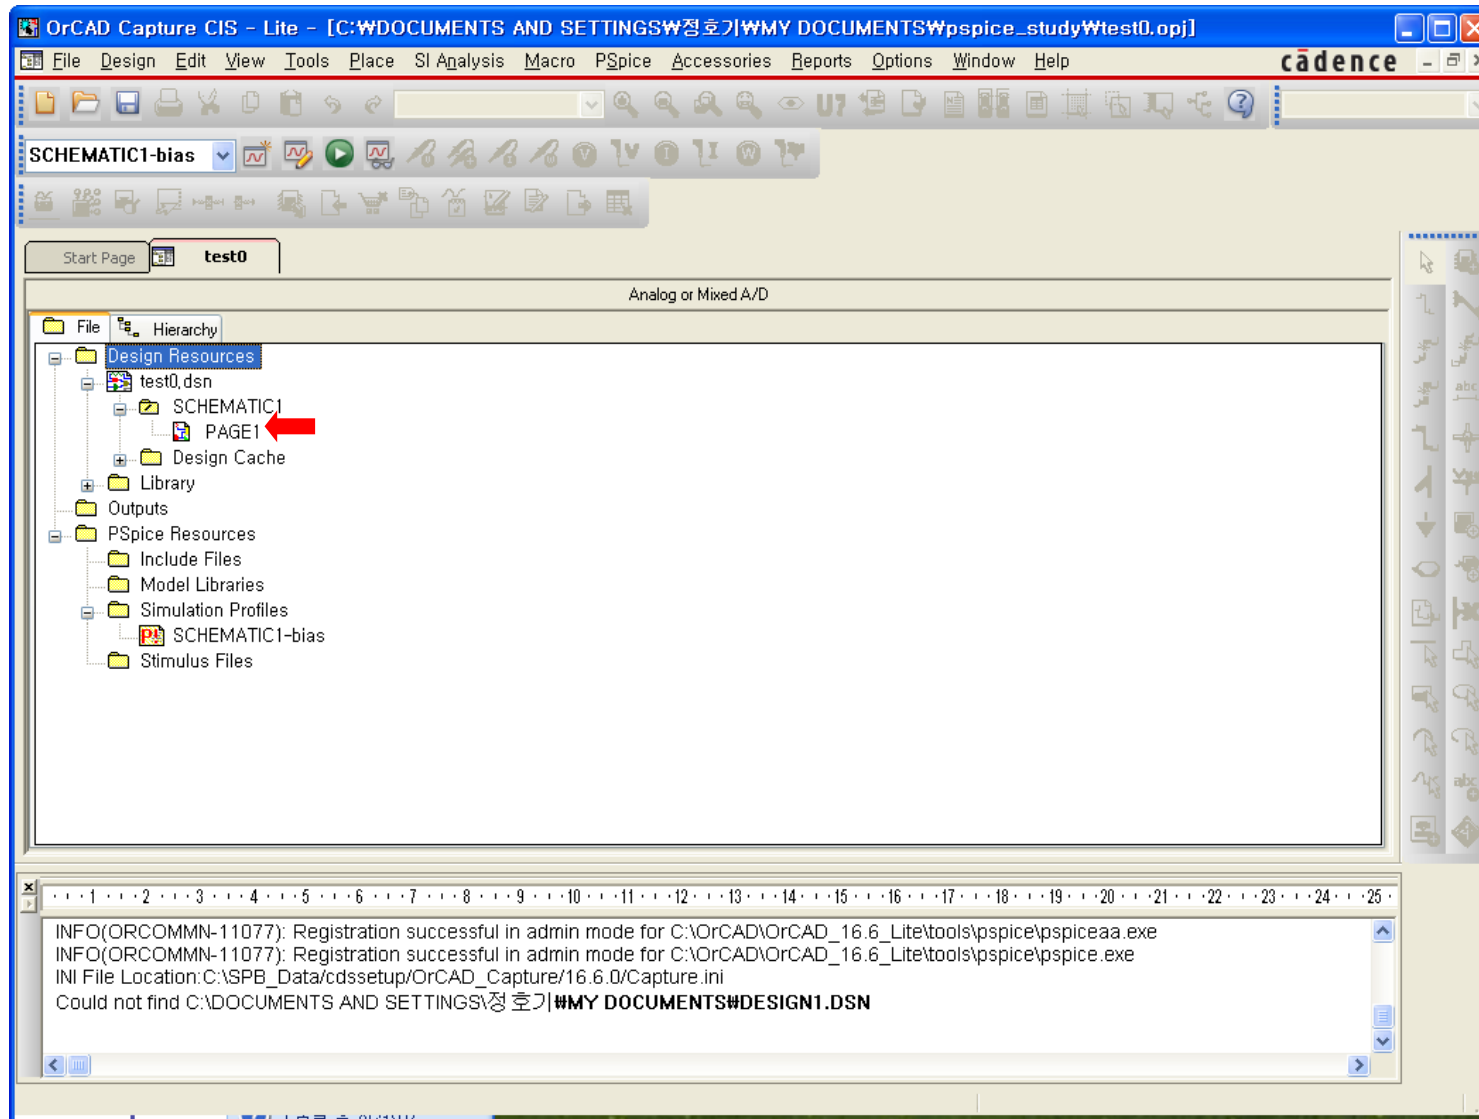 OrCAD Capture CIS - Lite - [C:₩DOCUMENTS AND SETTINGS₩정호기₩MY DOCUMENTS₩pspice_study₩test0.opj]
File Design Edit View Tools Place SI Analysis Macro PSpice Accessories Reports Options Window Help cādence
U?
SCHEMATIC1-bias
V V I I W W
Start Page test0
Analog or Mixed A/D
File Hierarchy
Design Resources
test0.dsn
SCHEMATIC1
PAGE1
Design Cache
Library
Outputs
PSpice Resources
Include Files
Model Libraries
Simulation Profiles
SCHEMATIC1-bias
Stimulus Files
abc
abc
1 2 3 4 5 6 7 8 9 10 11 12 13 14 15 16 17 18 19 20 21 22 23 24 25
INFO(ORCOMMN-11077): Registration successful in admin mode for C:\OrCAD\OrCAD_16.6_Lite\tools\pspice\pspiceaa.exe
INFO(ORCOMMN-11077): Registration successful in admin mode for C:\OrCAD\OrCAD_16.6_Lite\tools\pspice\pspice.exe
INI File Location:C:\SPB_Data/cdssetup/OrCAD_Capture/16.6.0/Capture.ini
Could not find C:\DOCUMENTS AND SETTINGS\정호기₩MY DOCUMENTS₩DESIGN1.DSN